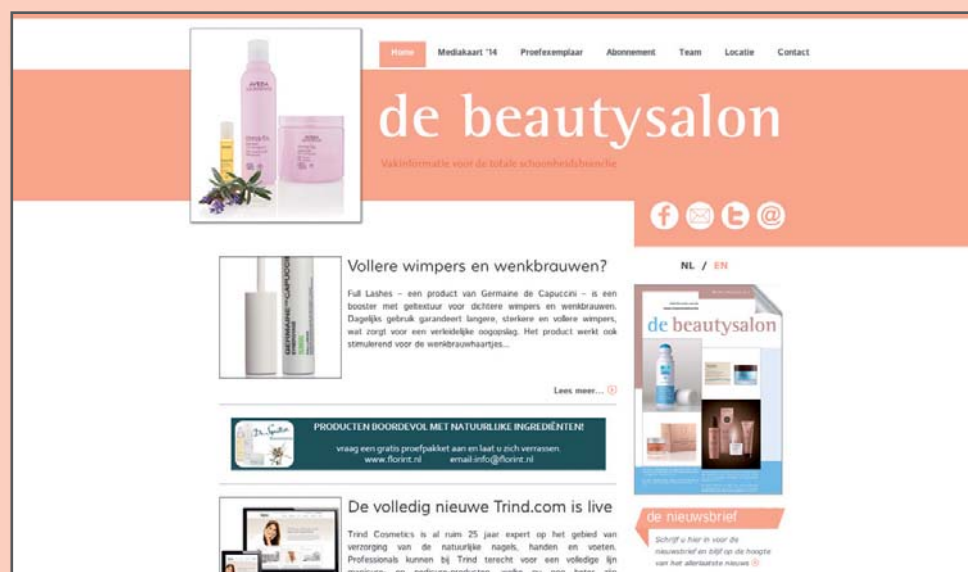 Home Mediakaart '14 Proefexemplaar Abonnement Team Locatie Contact
AVEDA
de beautysalon
Vakinformatie voor de totale schoonheidsbranche
NL / EN
Vollere wimpers en wenkbrauwen?
Full Lashes – een product van Germaine de Capuccini – is een
booster met geltextuur voor dichtere wimpers en wenkbrauwen.
Dagelijks gebruik garandeert langere, sterkere en vollere wimpers,
wat zorgt voor een verleidelijke oogopslag. Het product werkt ook
stimulerend voor de wenkbrauwhaartjes...
GERMAINE DE CAPUCCINI
Lees meer...
de beautysalon
PRODUCTEN BOORDEVOL MET NATUURLIJKE INGREDIËNTEN!
vraag een gratis proefpakket aan en laat u zich verrassen.
www.florint.nl email:info@florint.nl
De volledig nieuwe Trind.com is live
Trind Cosmetics is al ruim 25 jaar expert op het gebied van
verzorging van de natuurlijke nagels, handen en voeten.
Professionals kunnen bij Trind terecht voor een volledige lijn
de nieuwsbrief
Schrijf u hier in voor de
nieuwsbrief en blijf op de hoogte
van het allerlaatste nieuws